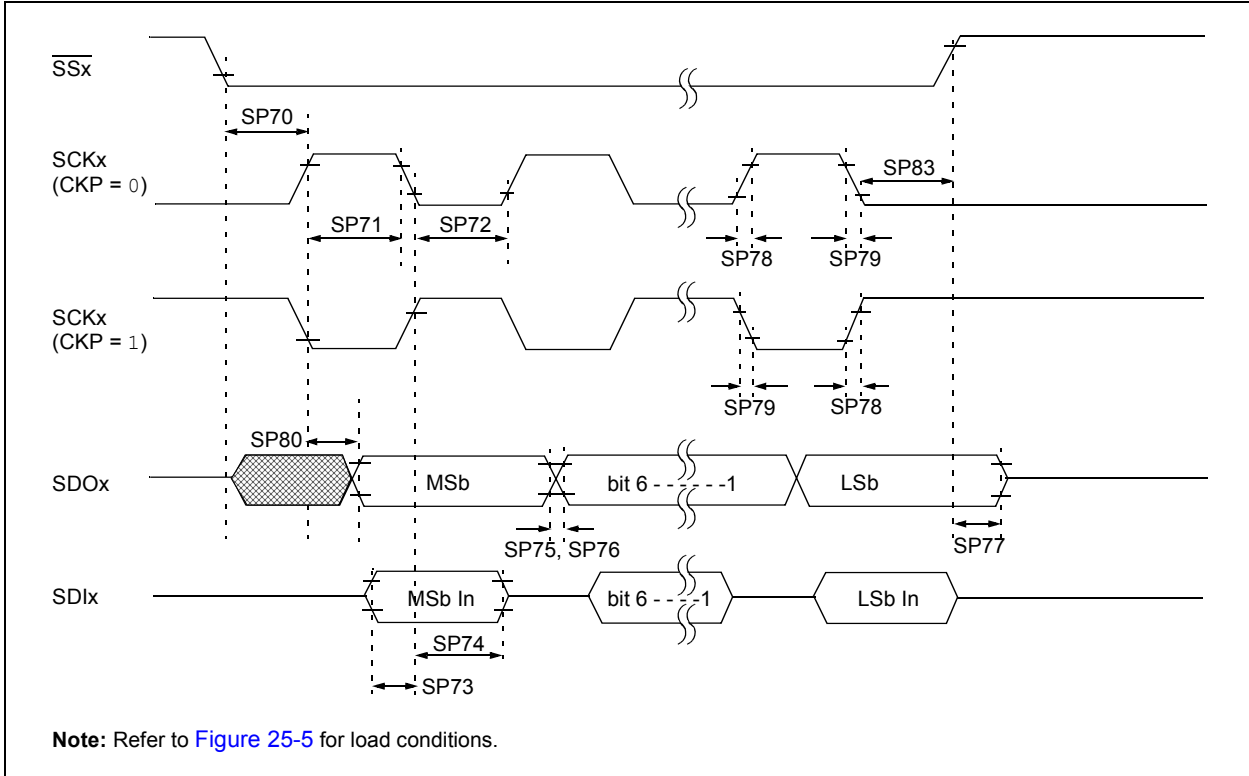 SSx
SP70
SCKx
(CKP = 0)
SP83
SP71
SP72
SP78
SP79
SCKx
(CKP = 1)
SP79
SP78
SP80
SDOx
MSb
bit 6 - - - - - - -1
LSb
SP75, SP76
SP77
SDIx
MSb In
bit 6 - - - - -1
LSb In
SP74
SP73
Note: Refer to Figure 25-5 for load conditions.